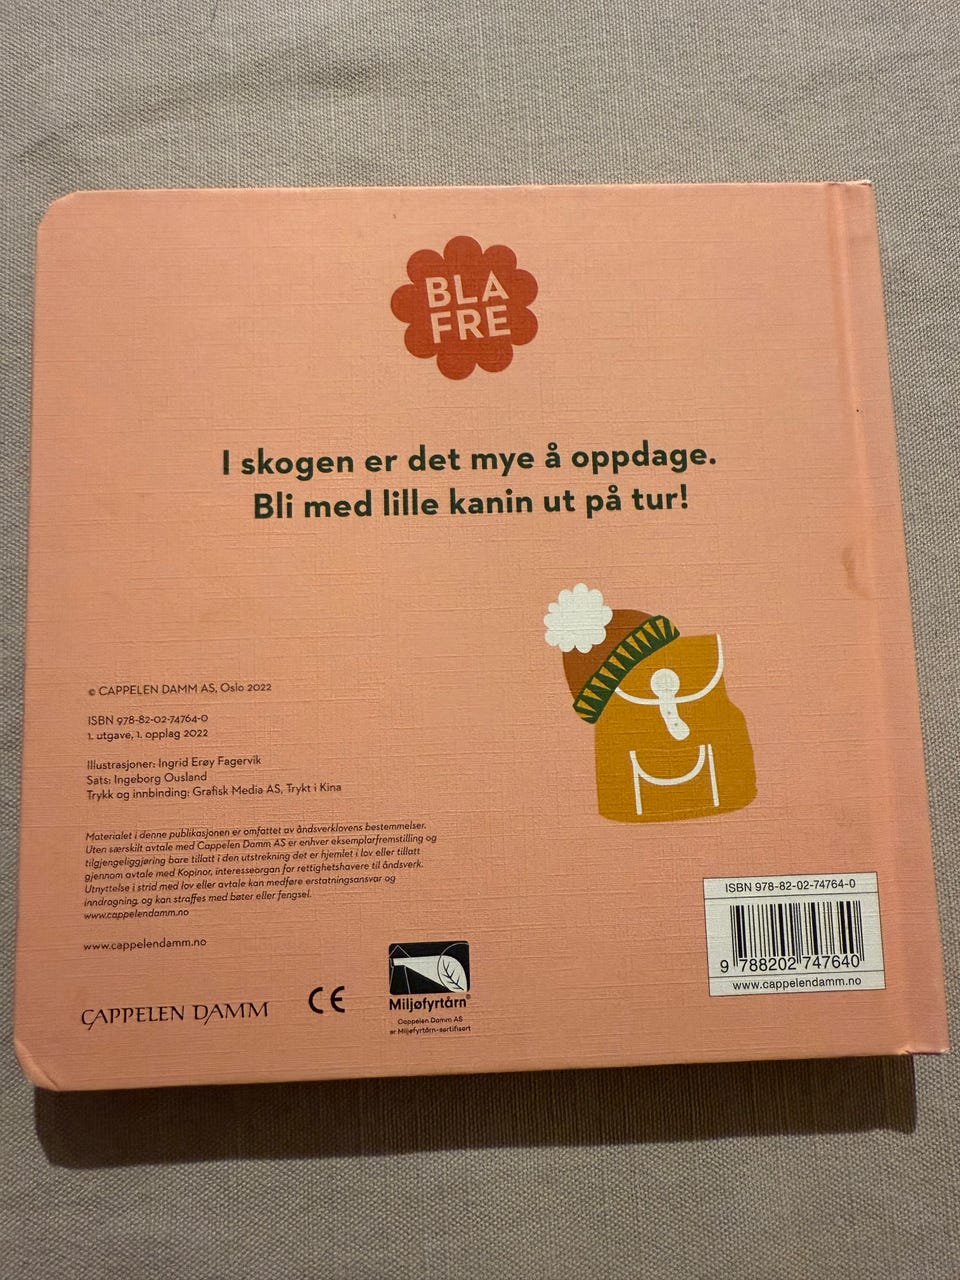 BLA
FRE
I skogen er det mye å oppdage.
Bli med lille kanin ut på tur!
© CAPPELEN DAMM AS, Oslo 2022
ISBN 978-82-02-74764-0
1. utgave, 1. opplag 2022
Illustrasjoner: Ingrid Erøy Fagervik
Sats: Ingeborg Ousland
Trykk og innbinding: Grafisk Media AS, Trykt i Kina
Materialet i denne publikasjonen er omfattet av åndsverklovens bestemmelser.
Uten særskilt avtale med Cappelen Damm AS er enhver eksemplarfremstilling og
tilgjengeliggjøring bare tillatt i den utstrekning det er hjemlet i lov eller tillatt
gjennom avtale med Kopinor, interesseorgan for rettighetshavere til åndsverk.
Utnyttelse i strid med lov eller avtale kan medføre erstatningsansvar og
inndragning, og kan straffes med bøter eller fengsel.
www.cappelendamm.no
www.cappelendamm.no
CAPPELEN DAMM
CE
Miljøfyrtårn®
Cappelen Damm AS
er Miljøfyrtårn-sertifisert
ISBN 978-82-02-74764-0
9 788202 747640
www.cappelendamm.no